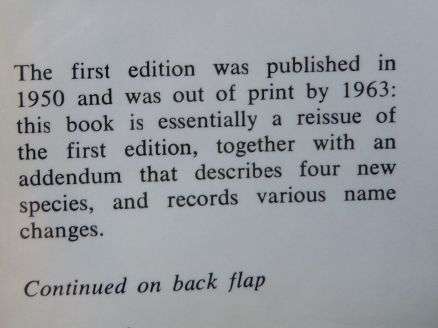 The first edition was published in
1950 and was out of print by 1963:
this book is essentially a reissue of
the first edition, together with an
addendum that describes four new
species, and records various name
changes.
Continued on back flap